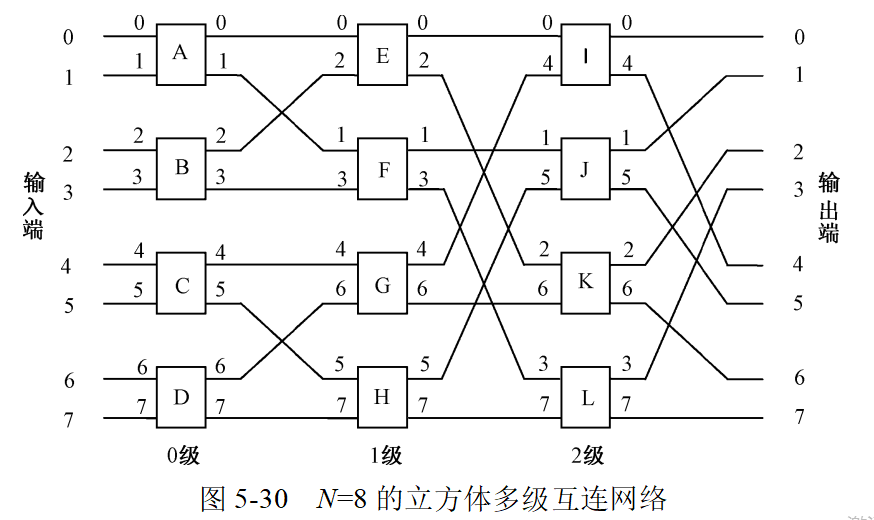 0 0 0 0 0 0 0 0
1 1 A 1 2 E 2 4 I 4 1
2 2 2 1 1 1 1 2
3 3 B 3 3 F 3 5 J 5 3
输入端
输出端
4 4 4 4 4 2 2 4
5 5 C 5 6 G 6 6 K 6 5
6 6 6 5 5 3 3 6
7 7 D 7 7 H 7 7 L 7 7
0级 1级 2级
图 5-30 N=8 的立方体多级互连网络